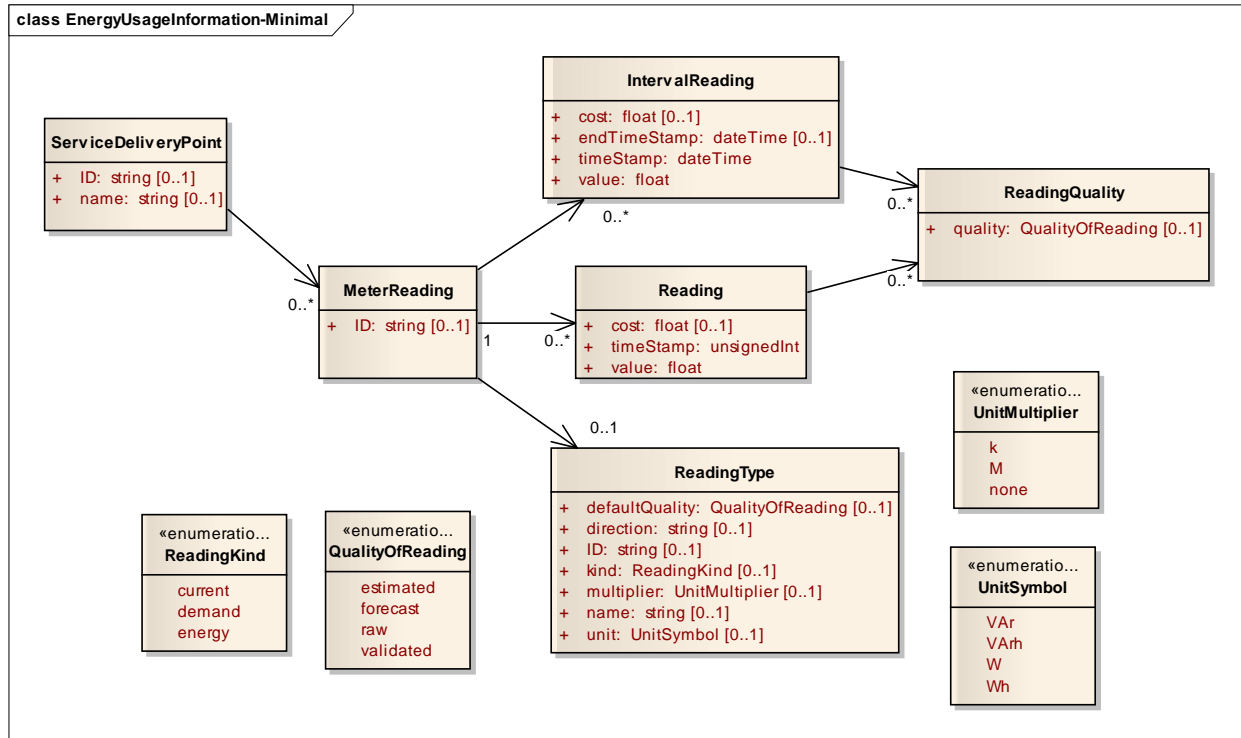 class EnergyUsageInformation-Minimal
IntervalReading
+ cost: float [0..1]
+ endTimeStamp: dateTime [0..1]
+ timeStamp: dateTime
+ value: float
ServiceDeliveryPoint
+ ID: string [0..1]
+ name: string [0..1]
ReadingQuality
+ quality: QualityOfReading [0..1]
0..*
0..*
0..*
0..*
MeterReading
+ ID: string [0..1]
1
0..*
Reading
+ cost: float [0..1]
+ timeStamp: unsignedInt
+ value: float
0..1
ReadingType
+ defaultQuality: QualityOfReading [0..1]
+ direction: string [0..1]
+ ID: string [0..1]
+ kind: ReadingKind [0..1]
+ multiplier: UnitMultiplier [0..1]
+ name: string [0..1]
+ unit: UnitSymbol [0..1]
«enumeratio...
UnitMultiplier
k
M
none
«enumeratio...
ReadingKind
current
demand
energy
«enumeratio...
QualityOfReading
estimated
forecast
raw
validated
«enumeratio...
UnitSymbol
VAr
VArh
W
Wh